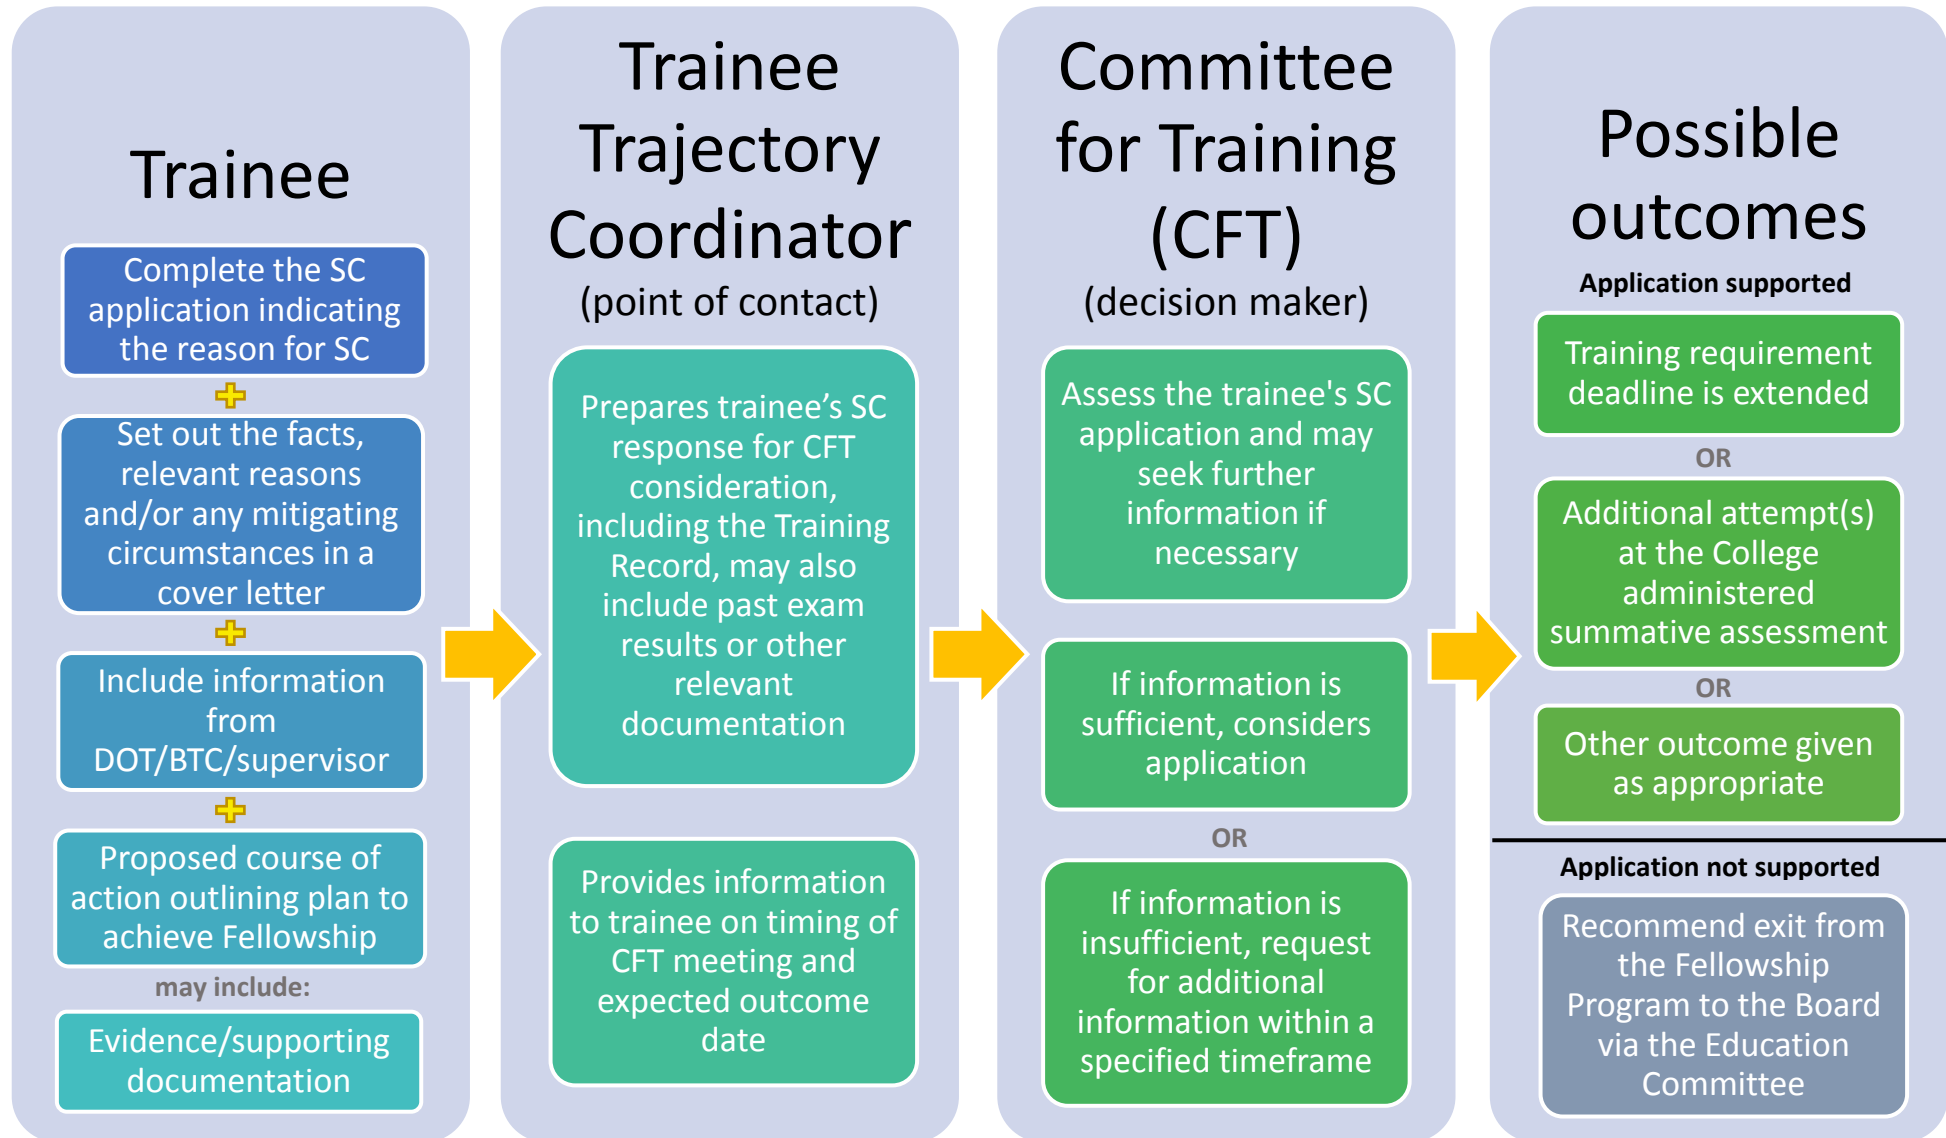 Trainee
Complete the SC
application indicating
the reason for SC
Set out the facts,
relevant reasons
and/or any mitigating
circumstances in a
cover letter
Include information
from
DOT/BTC/supervisor
Proposed course of
action outlining plan to
achieve Fellowship
may include:
Evidence/supporting
documentation
Trainee
Trajectory
Coordinator
(point of contact)
Prepares trainee’s SC
response for CFT
consideration,
including the Training
Record, may also
include past exam
results or other
relevant
documentation
Provides information
to trainee on timing of
CFT meeting and
expected outcome
date
Committee
for Training
(CFT)
(decision maker)
Assess the trainee's SC
application and may
seek further
information if
necessary
If information is
sufficient, considers
application
OR
If information is
insufficient, request
for additional
information within a
specified timeframe
Possible
outcomes
Application supported
Training requirement
deadline is extended
OR
Additional attempt(s)
at the College
administered
summative assessment
OR
Other outcome given
as appropriate
Application not supported
Recommend exit from
the Fellowship
Program to the Board
via the Education
Committee